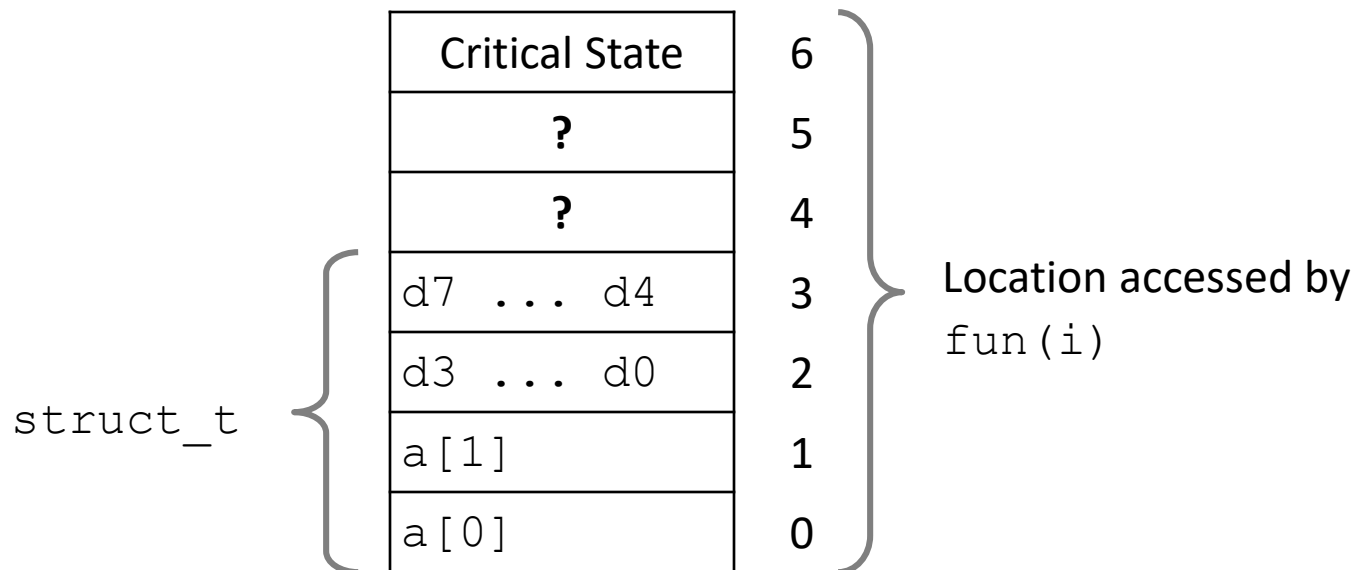 Critical State 6
? 5
? 4
d7 ... d4 3
d3 ... d0 2
a[1] 1
a[0] 0
struct_t
Location accessed by
fun(i)